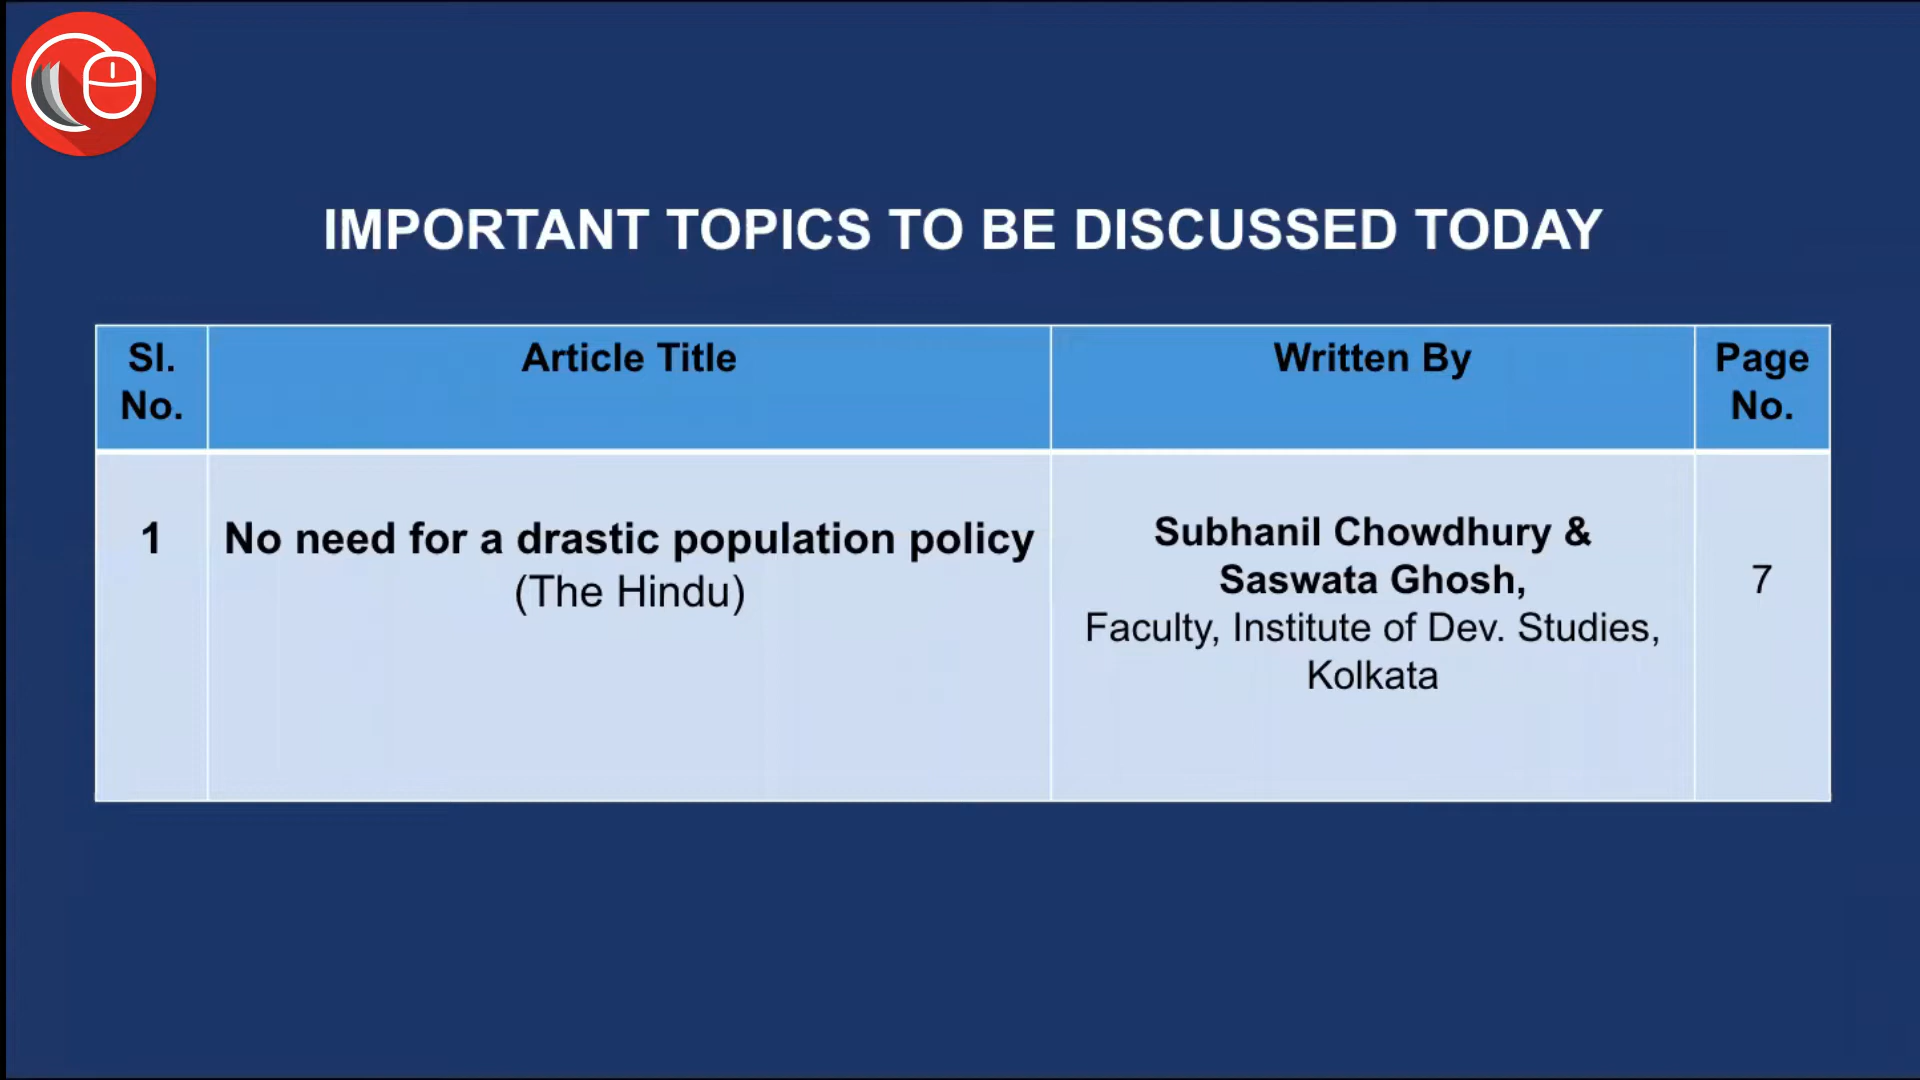 IMPORTANT TOPICS TO BE DISCUSSED TODAY
Sl.
No.
Article Title
Written By
Page
No.
1
No need for a drastic population policy
(The Hindu)
Subhanil Chowdhury &
Saswata Ghosh,
Faculty, Institute of Dev. Studies,
Kolkata
7